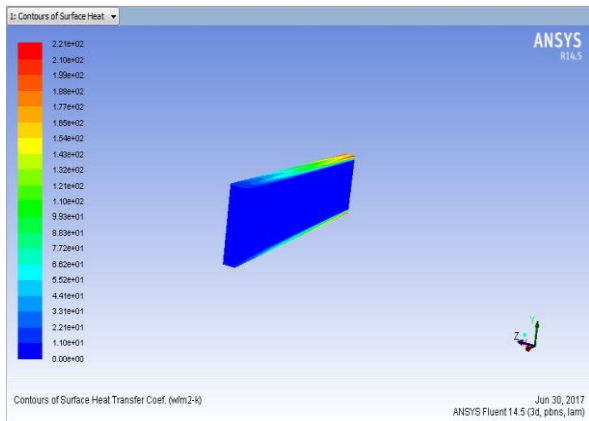 1: Contours of Surface Heat
ANSYS
R14.5
2.21e+02
2.10e+02
1.99e+02
1.88e+02
1.77e+02
1.65e+02
1.54e+02
1.43e+02
1.32e+02
1.21e+02
1.10e+02
9.93e+01
8.83e+01
7.72e+01
6.62e+01
5.52e+01
4.41e+01
3.31e+01
2.21e+01
1.10e+01
0.00e+00
Y
Z
Contours of Surface Heat Transfer Coef. (w/m2-k)
Jun 30, 2017
ANSYS Fluent 14.5 (3d, pbns, lam)